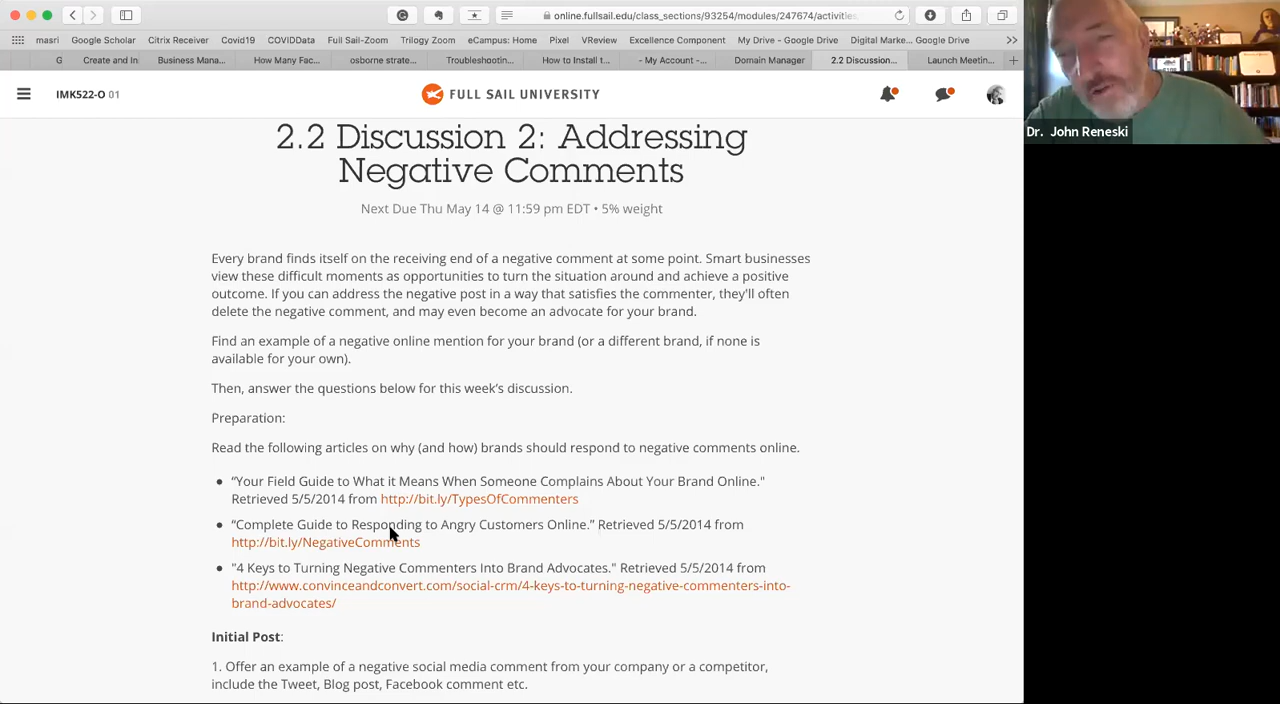 online.fullsail.edu/class_sections/93254/modules/247674/activities
masri Google Scholar Citrix Receiver Covid19 COVIDData Full Sail-Zoom Trilogy Zoom eCampus: Home Pixel VReview Excellence Component My Drive - Google Drive Digital Marke... Google Drive
G Create and In Business Mana... How Many Fac... osborne strate... Troubleshootin... How to Install t... - My Account -... Domain Manager 2.2 Discussion... Launch Meetin...
IMK522-O 01
FULL SAIL UNIVERSITY
Dr. John Reneski
2.2 Discussion 2: Addressing
Negative Comments
Next Due Thu May 14 @ 11:59 pm EDT • 5% weight
Every brand finds itself on the receiving end of a negative comment at some point. Smart businesses
view these difficult moments as opportunities to turn the situation around and achieve a positive
outcome. If you can address the negative post in a way that satisfies the commenter, they'll often
delete the negative comment, and may even become an advocate for your brand.
Find an example of a negative online mention for your brand (or a different brand, if none is
available for your own).
Then, answer the questions below for this week's discussion.
Preparation:
Read the following articles on why (and how) brands should respond to negative comments online.
• “Your Field Guide to What it Means When Someone Complains About Your Brand Online."
Retrieved 5/5/2014 from http://bit.ly/TypesOfCommenters
• “Complete Guide to Responding to Angry Customers Online.” Retrieved 5/5/2014 from
http://bit.ly/NegativeComments
• "4 Keys to Turning Negative Commenters Into Brand Advocates." Retrieved 5/5/2014 from
http://www.convinceandconvert.com/social-crm/4-keys-to-turning-negative-commenters-into-
brand-advocates/
Initial Post:
1. Offer an example of a negative social media comment from your company or a competitor,
include the Tweet, Blog post, Facebook comment etc.